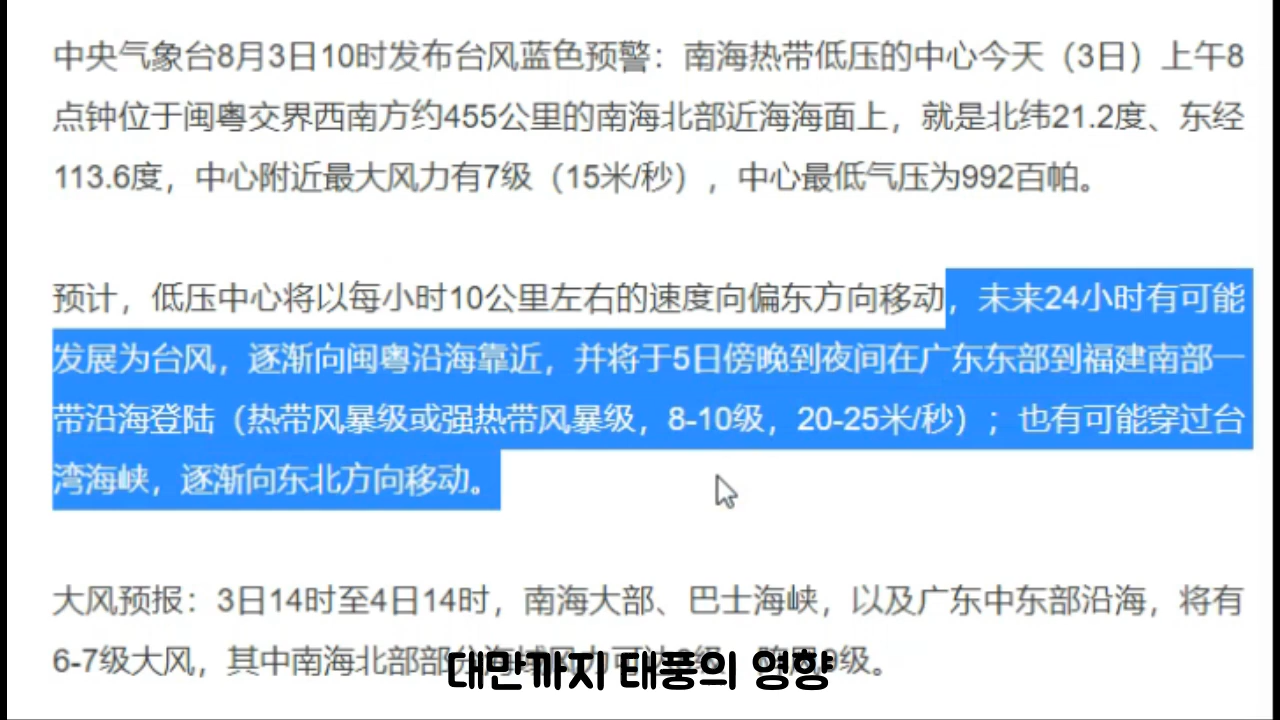 中央气象台8月3日10时发布台风蓝色预警：南海热带低压的中心今天（3日）上午8
点钟位于闽粤交界西南方约455公里的南海北部近海海面上，就是北纬21.2度、东经
113.6度，中心附近最大风力有7级（15米/秒），中心最低气压为992百帕。
预计，低压中心将以每小时10公里左右的速度向偏东方向移动，未来24小时有可能
发展为台风，逐渐向闽粤沿海靠近，并将于5日傍晚到夜间在广东东部到福建南部一
带沿海登陆（热带风暴级或强热带风暴级，8-10级，20-25米/秒）；也有可能穿过台
湾海峡，逐渐向东北方向移动。
大风预报：3日14时至4日14时，南海大部、巴士海峡，以及广东中东部沿海，将有
6-7级大风，其中南海北部部分海域风力可达8级，9级。
대만까지 태풍의 영향